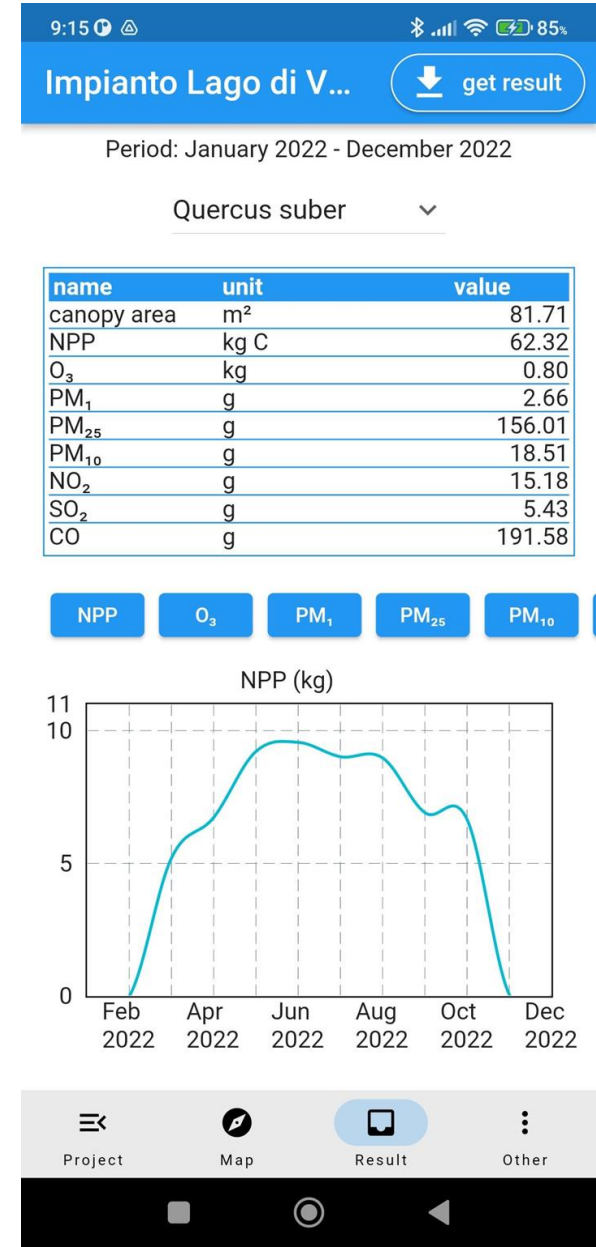 9:15 85%
Impianto Lago di V... get result
Period: January 2022 - December 2022
Quercus suber
name unit value
canopy area m² 81.71
NPP kg C 62.32
O₃ kg 0.80
PM₁ g 2.66
PM₂₅ g 156.01
PM₁₀ g 18.51
NO₂ g 15.18
SO₂ g 5.43
CO g 191.58
NPP O₃ PM₁ PM₂₅ PM₁₀
NPP (kg)
11
10
5
0
Feb Apr Jun Aug Oct Dec
2022 2022 2022 2022 2022 2022
Project Map Result Other